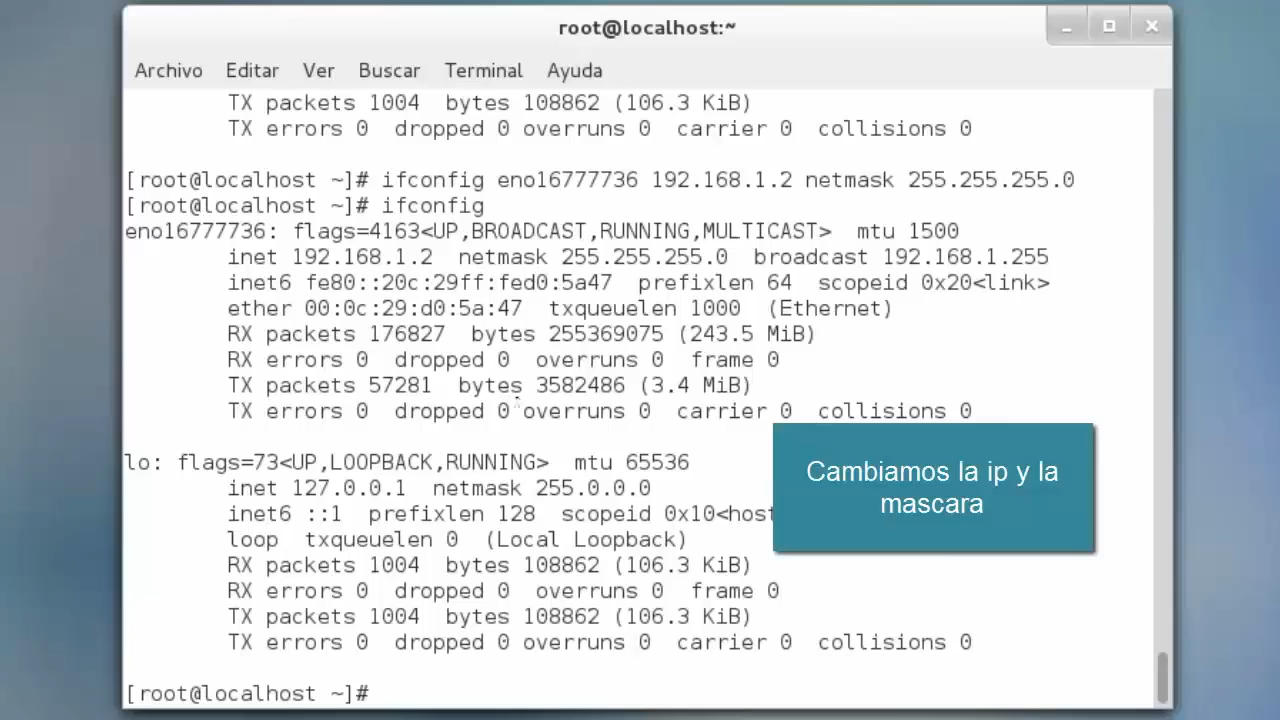 root@localhost:~
Archivo Editar Ver Buscar Terminal Ayuda
TX packets 1004 bytes 108862 (106.3 KiB)
TX errors 0 dropped 0 overruns 0 carrier 0 collisions 0
[root@localhost ~]# ifconfig eno16777736 192.168.1.2 netmask 255.255.255.0
[root@localhost ~]# ifconfig
eno16777736: flags=4163<UP,BROADCAST,RUNNING,MULTICAST> mtu 1500
inet 192.168.1.2 netmask 255.255.255.0 broadcast 192.168.1.255
inet6 fe80::20c:29ff:fed0:5a47 prefixlen 64 scopeid 0x20<link>
ether 00:0c:29:d0:5a:47 txqueuelen 1000 (Ethernet)
RX packets 176827 bytes 255369075 (243.5 MiB)
RX errors 0 dropped 0 overruns 0 frame 0
TX packets 57281 bytes 3582486 (3.4 MiB)
TX errors 0 dropped 0 overruns 0 carrier 0 collisions 0
lo: flags=73<UP,LOOPBACK,RUNNING> mtu 65536
inet 127.0.0.1 netmask 255.0.0.0
inet6 ::1 prefixlen 128 scopeid 0x10<host
loop txqueuelen 0 (Local Loopback)
RX packets 1004 bytes 108862 (106.3 KiB)
RX errors 0 dropped 0 overruns 0 frame 0
TX packets 1004 bytes 108862 (106.3 KiB)
TX errors 0 dropped 0 overruns 0 carrier 0 collisions 0
[root@localhost ~]#
Cambiamos la ip y la
mascara